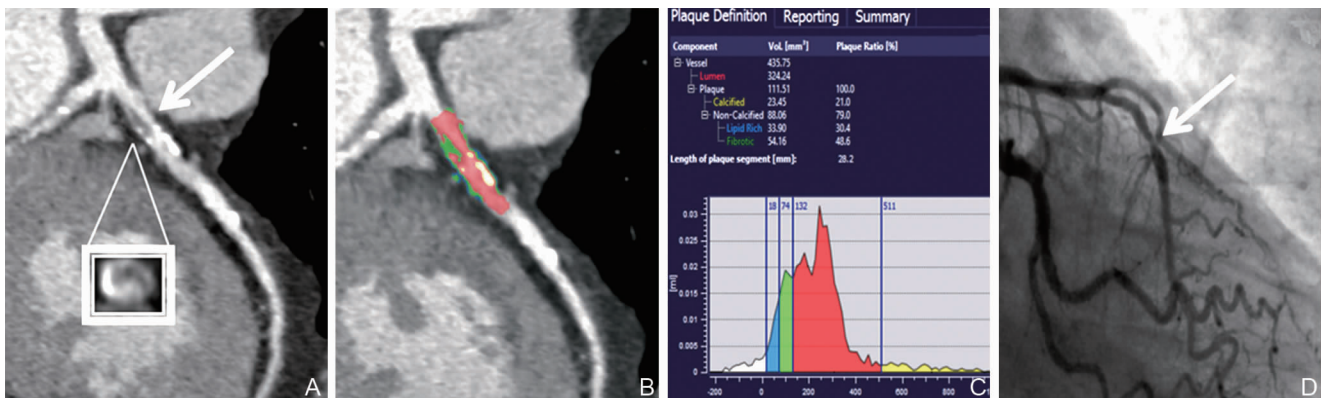 A
B
Plaque Definition Reporting Summary
Component Vol. [mm³] Plaque Ratio [%]
Vessel 435.75
Lumen 324.24
Plaque 111.51 100.0
Calcified 23.45 21.0
Non-Calcified 88.06 79.0
Lipid Rich 33.90 30.4
Fibrotic 54.16 48.6
Length of plaque segment [mm]: 28.2
18 74 132 511
0.03
0.025
0.02
0.015
0.01
0.005
0
[ml]
-200 0 200 400 600 800
C
D